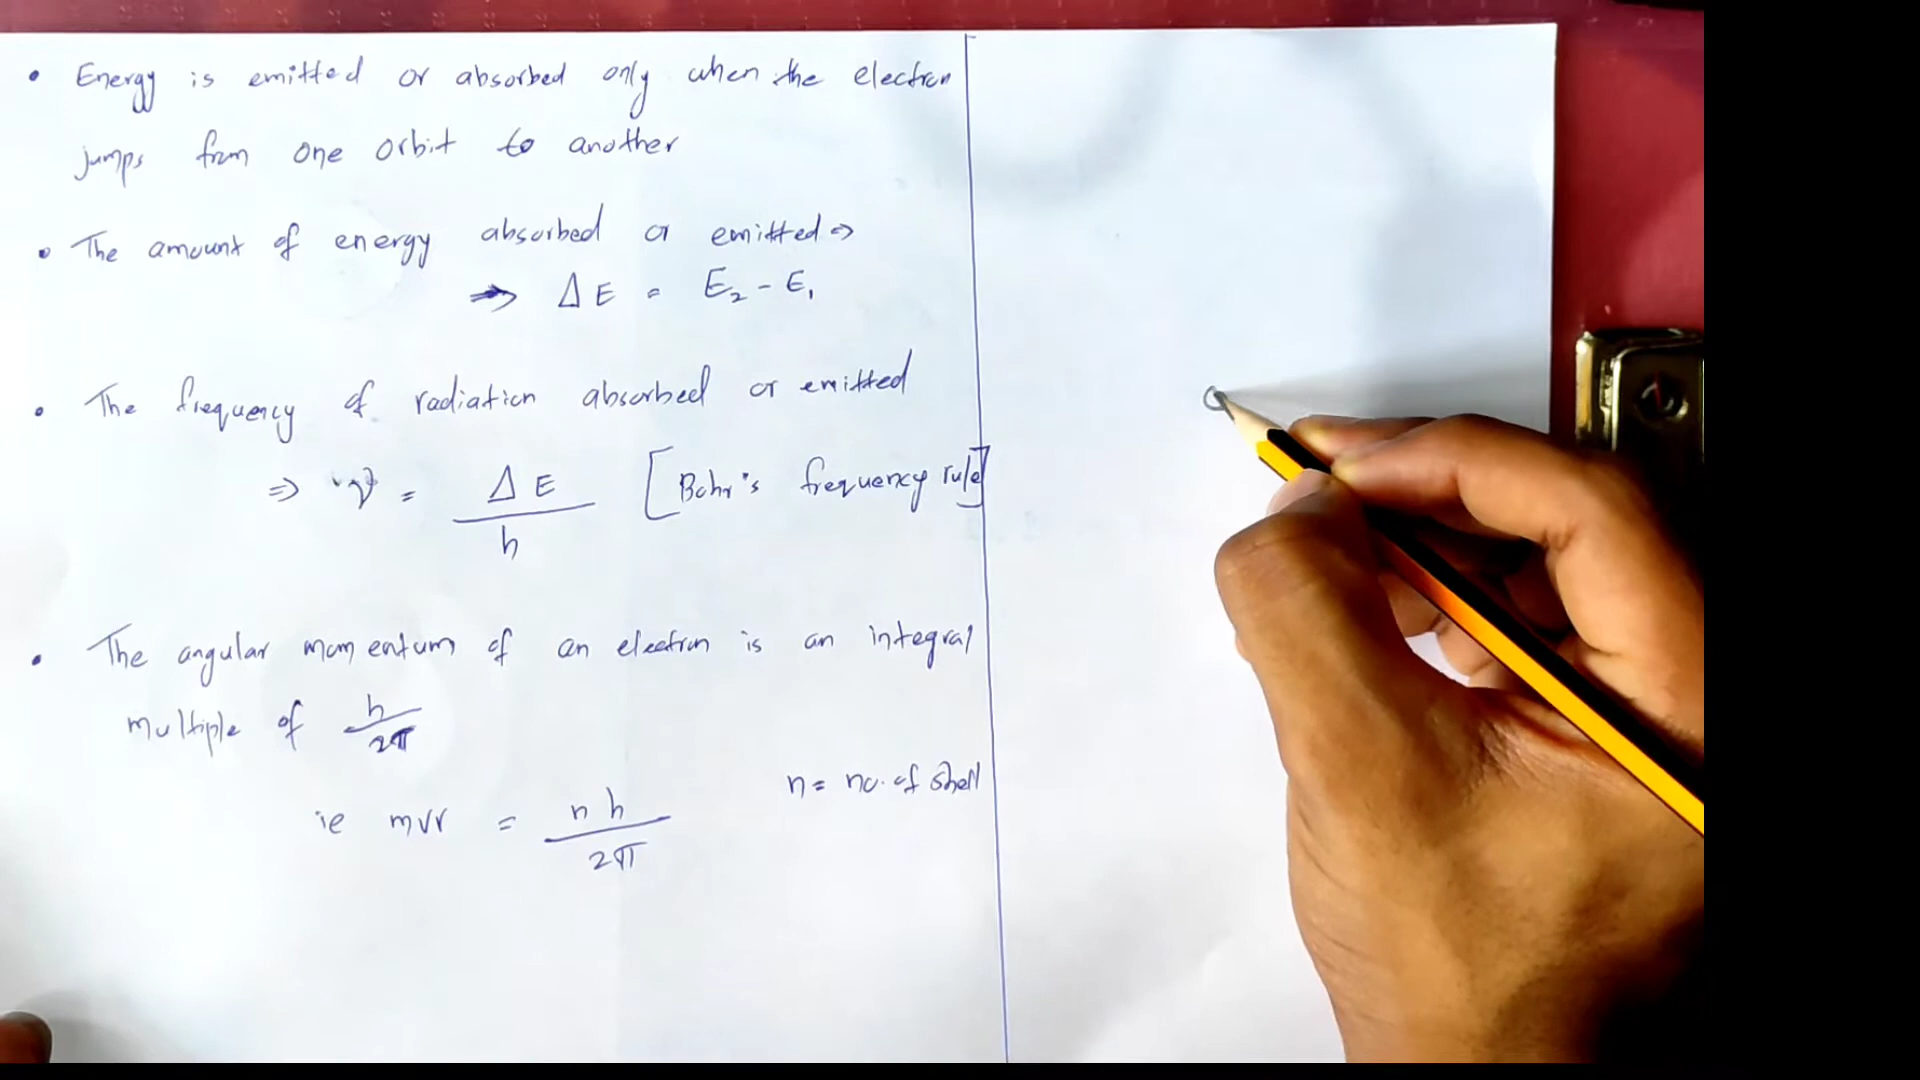 • Energy is emitted or absorbed only when the electron
jumps from one orbit to another
• The amount of energy absorbed or emitted ⇒
⇒ ΔE = E₂ - E₁
• The frequency of radiation absorbed or emitted
⇒ ν = ΔE / h [Bohr's frequency rule]
• The angular momentum of an electron is an integral
multiple of h / 2π
n = no. of shell
ie mvr = n h / 2π